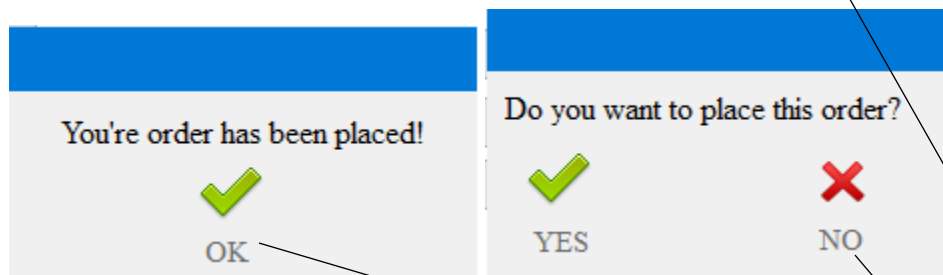 You're order has been placed!
OK
Do you want to place this order?
YES
NO